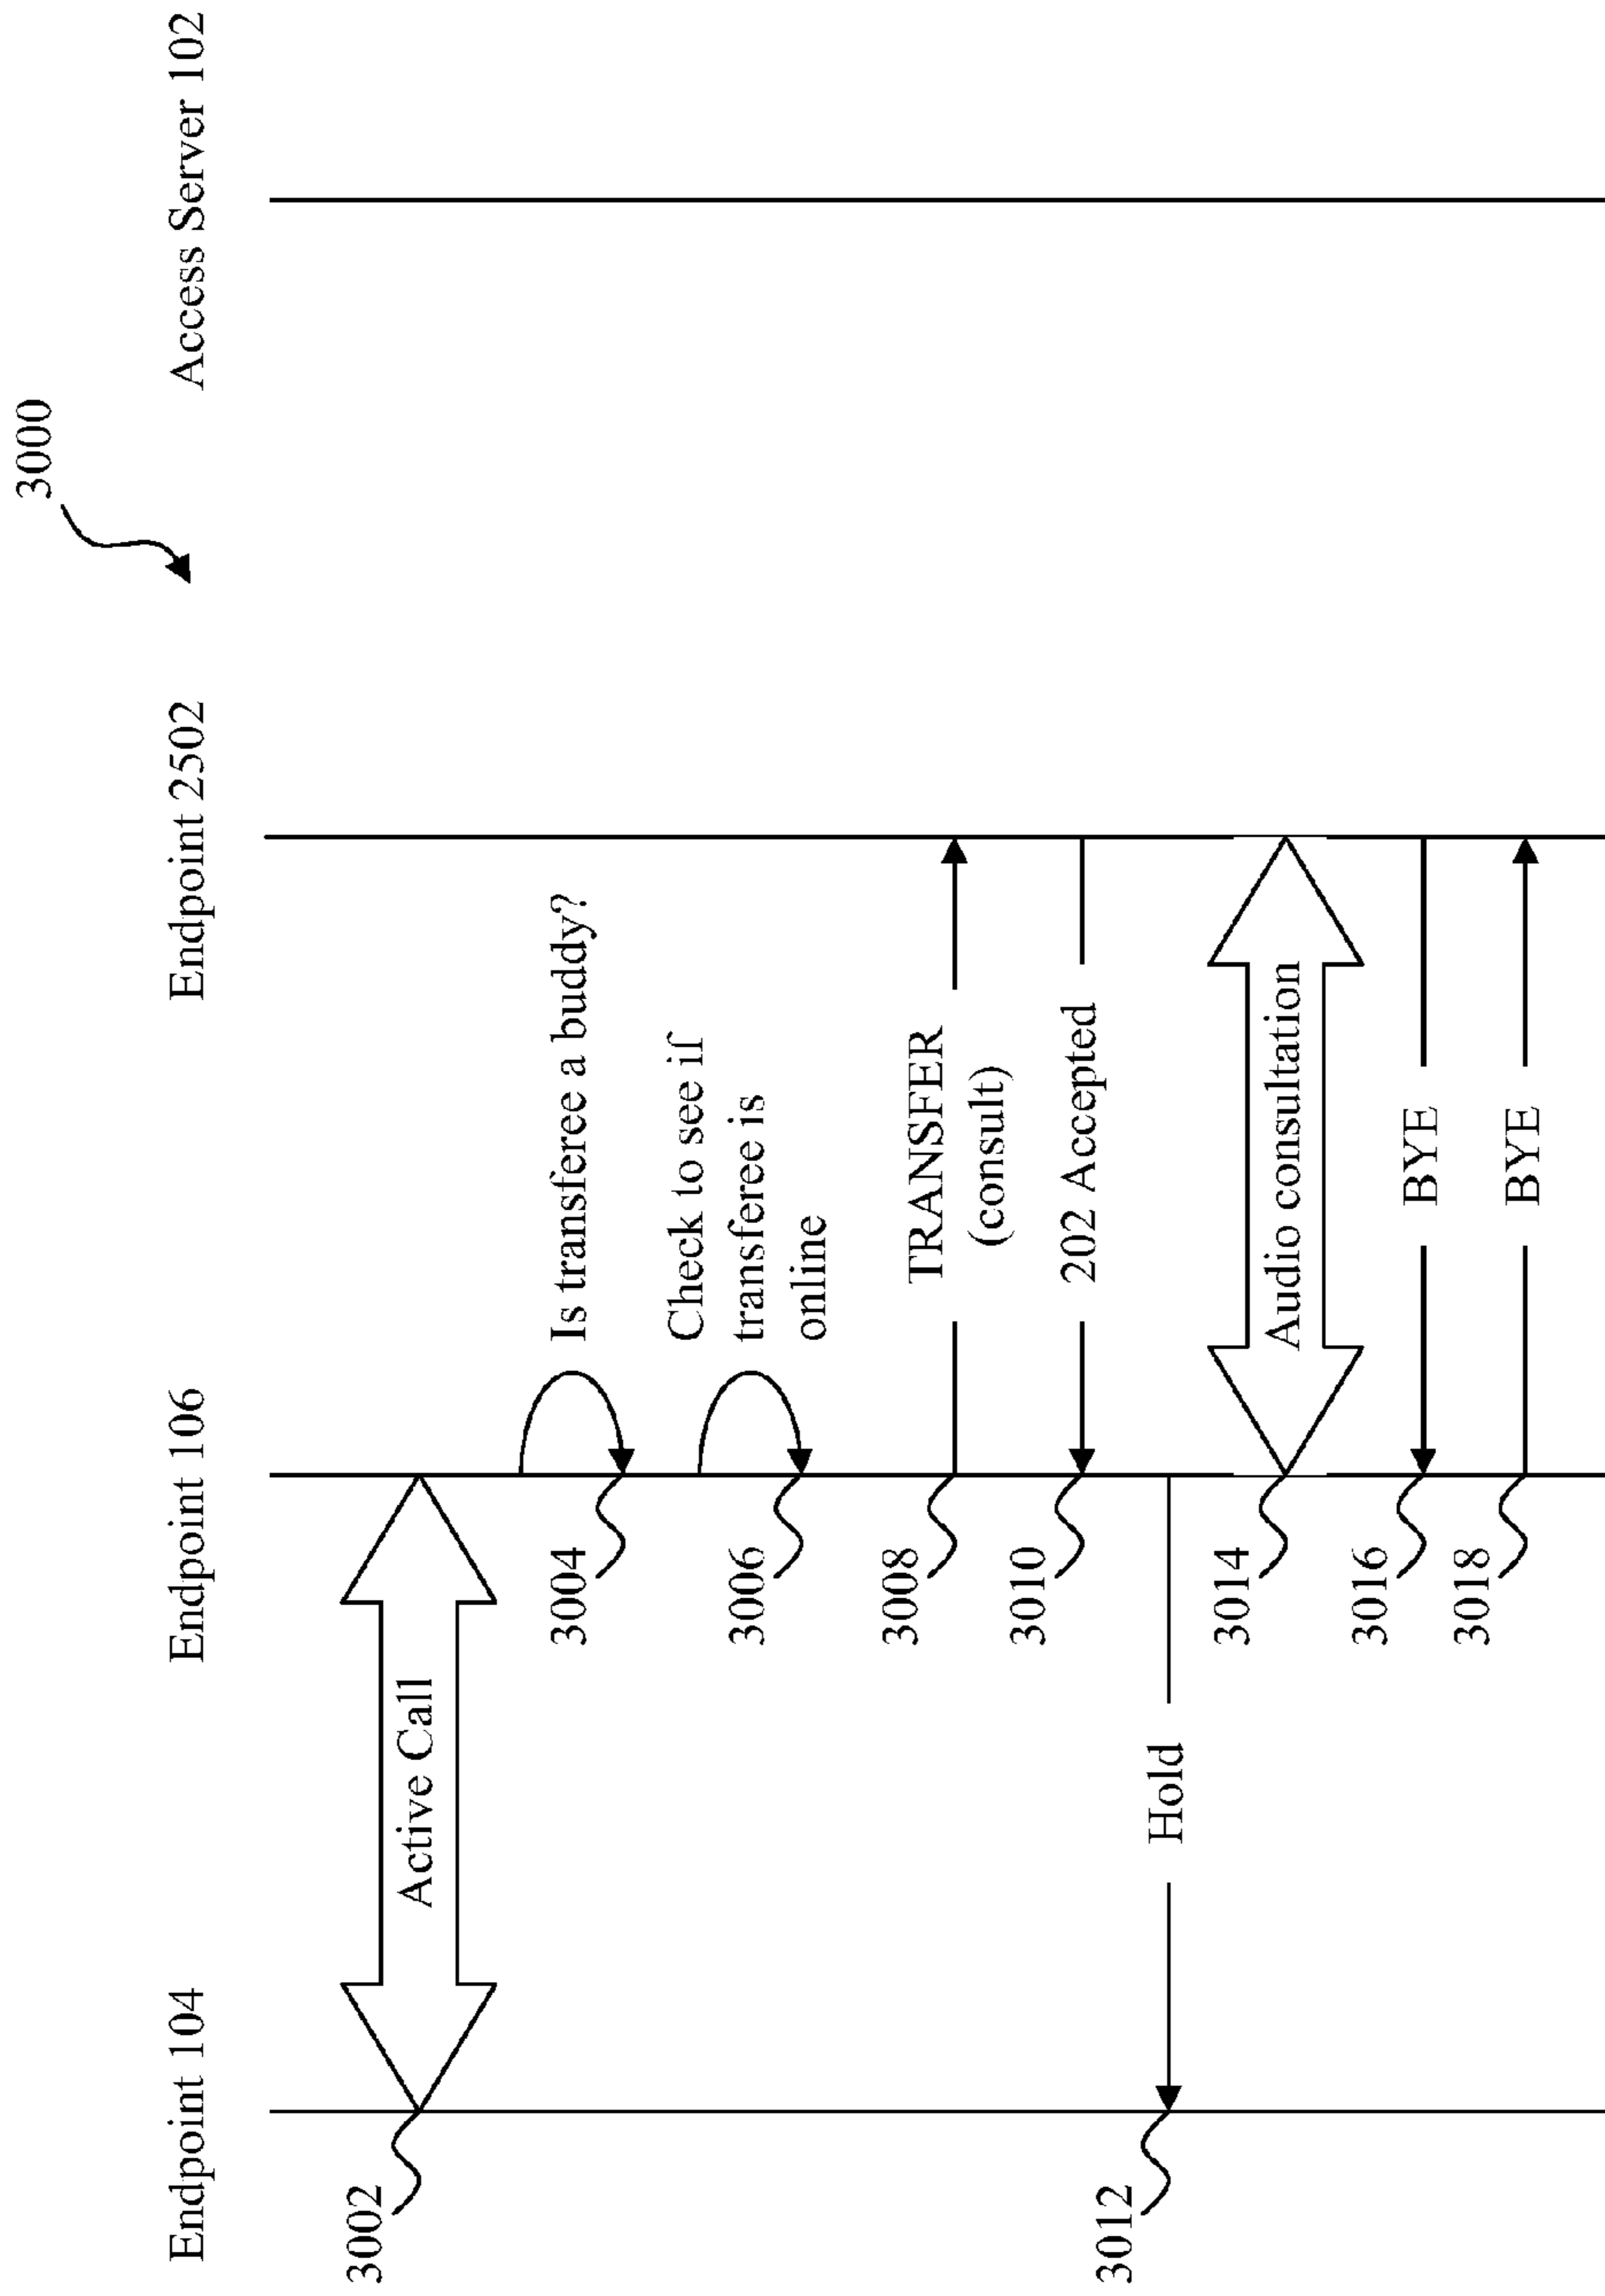 3000
Endpoint 104
Endpoint 106
Endpoint 2502
Access Server 102
3002
Active Call
3004
Is transferee a buddy?
3006
Check to see if
transferee is
online
3008
TRANSFER
(consult)
3010
202 Accepted
3012
Hold
3014
Audio consultation
3016
BYE
3018
BYE